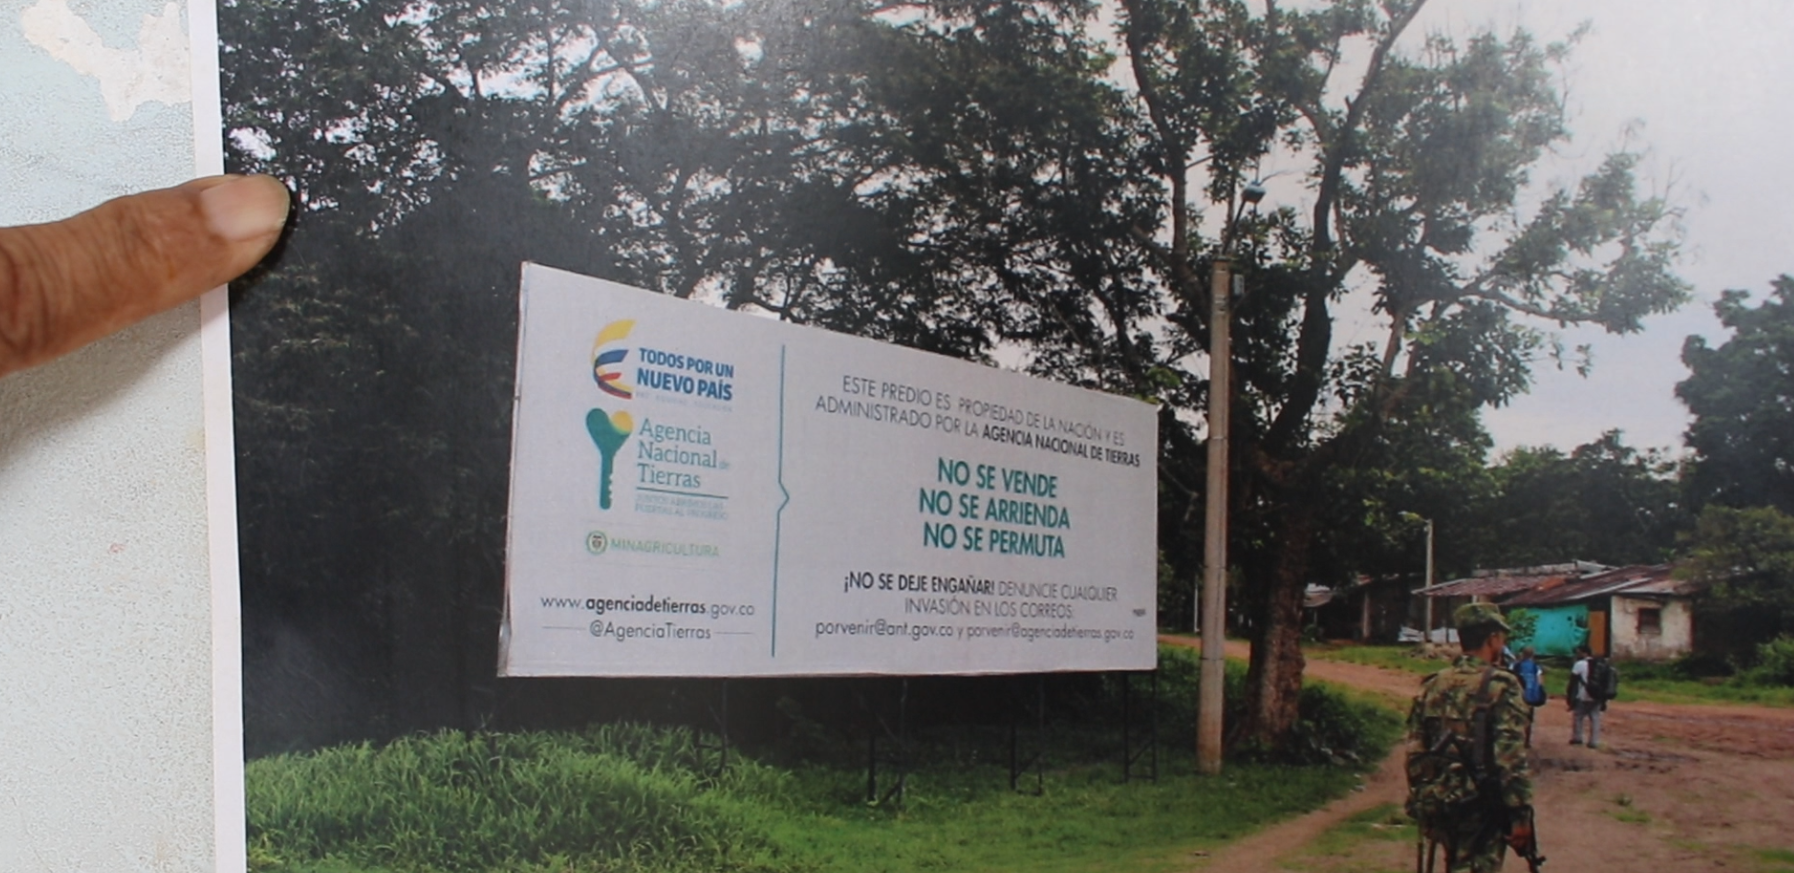 TODOS POR UN
NUEVO PAÍS
Agencia
Nacional de
Tierras
MINAGRICULTURA
www.agenciadetierras.gov.co
@AgenciaTierras
ESTE PREDIO ES PROPIEDAD DE LA NACIÓN Y ES
ADMINISTRADO POR LA AGENCIA NACIONAL DE TIERRAS
NO SE VENDE
NO SE ARRIENDA
NO SE PERMUTA
¡NO SE DEJE ENGAÑAR! DENUNCIE CUALQUIER
INVASIÓN EN LOS CORREOS:
porvenir@ant.gov.co y porvenir@agenciadetierras.gov.co